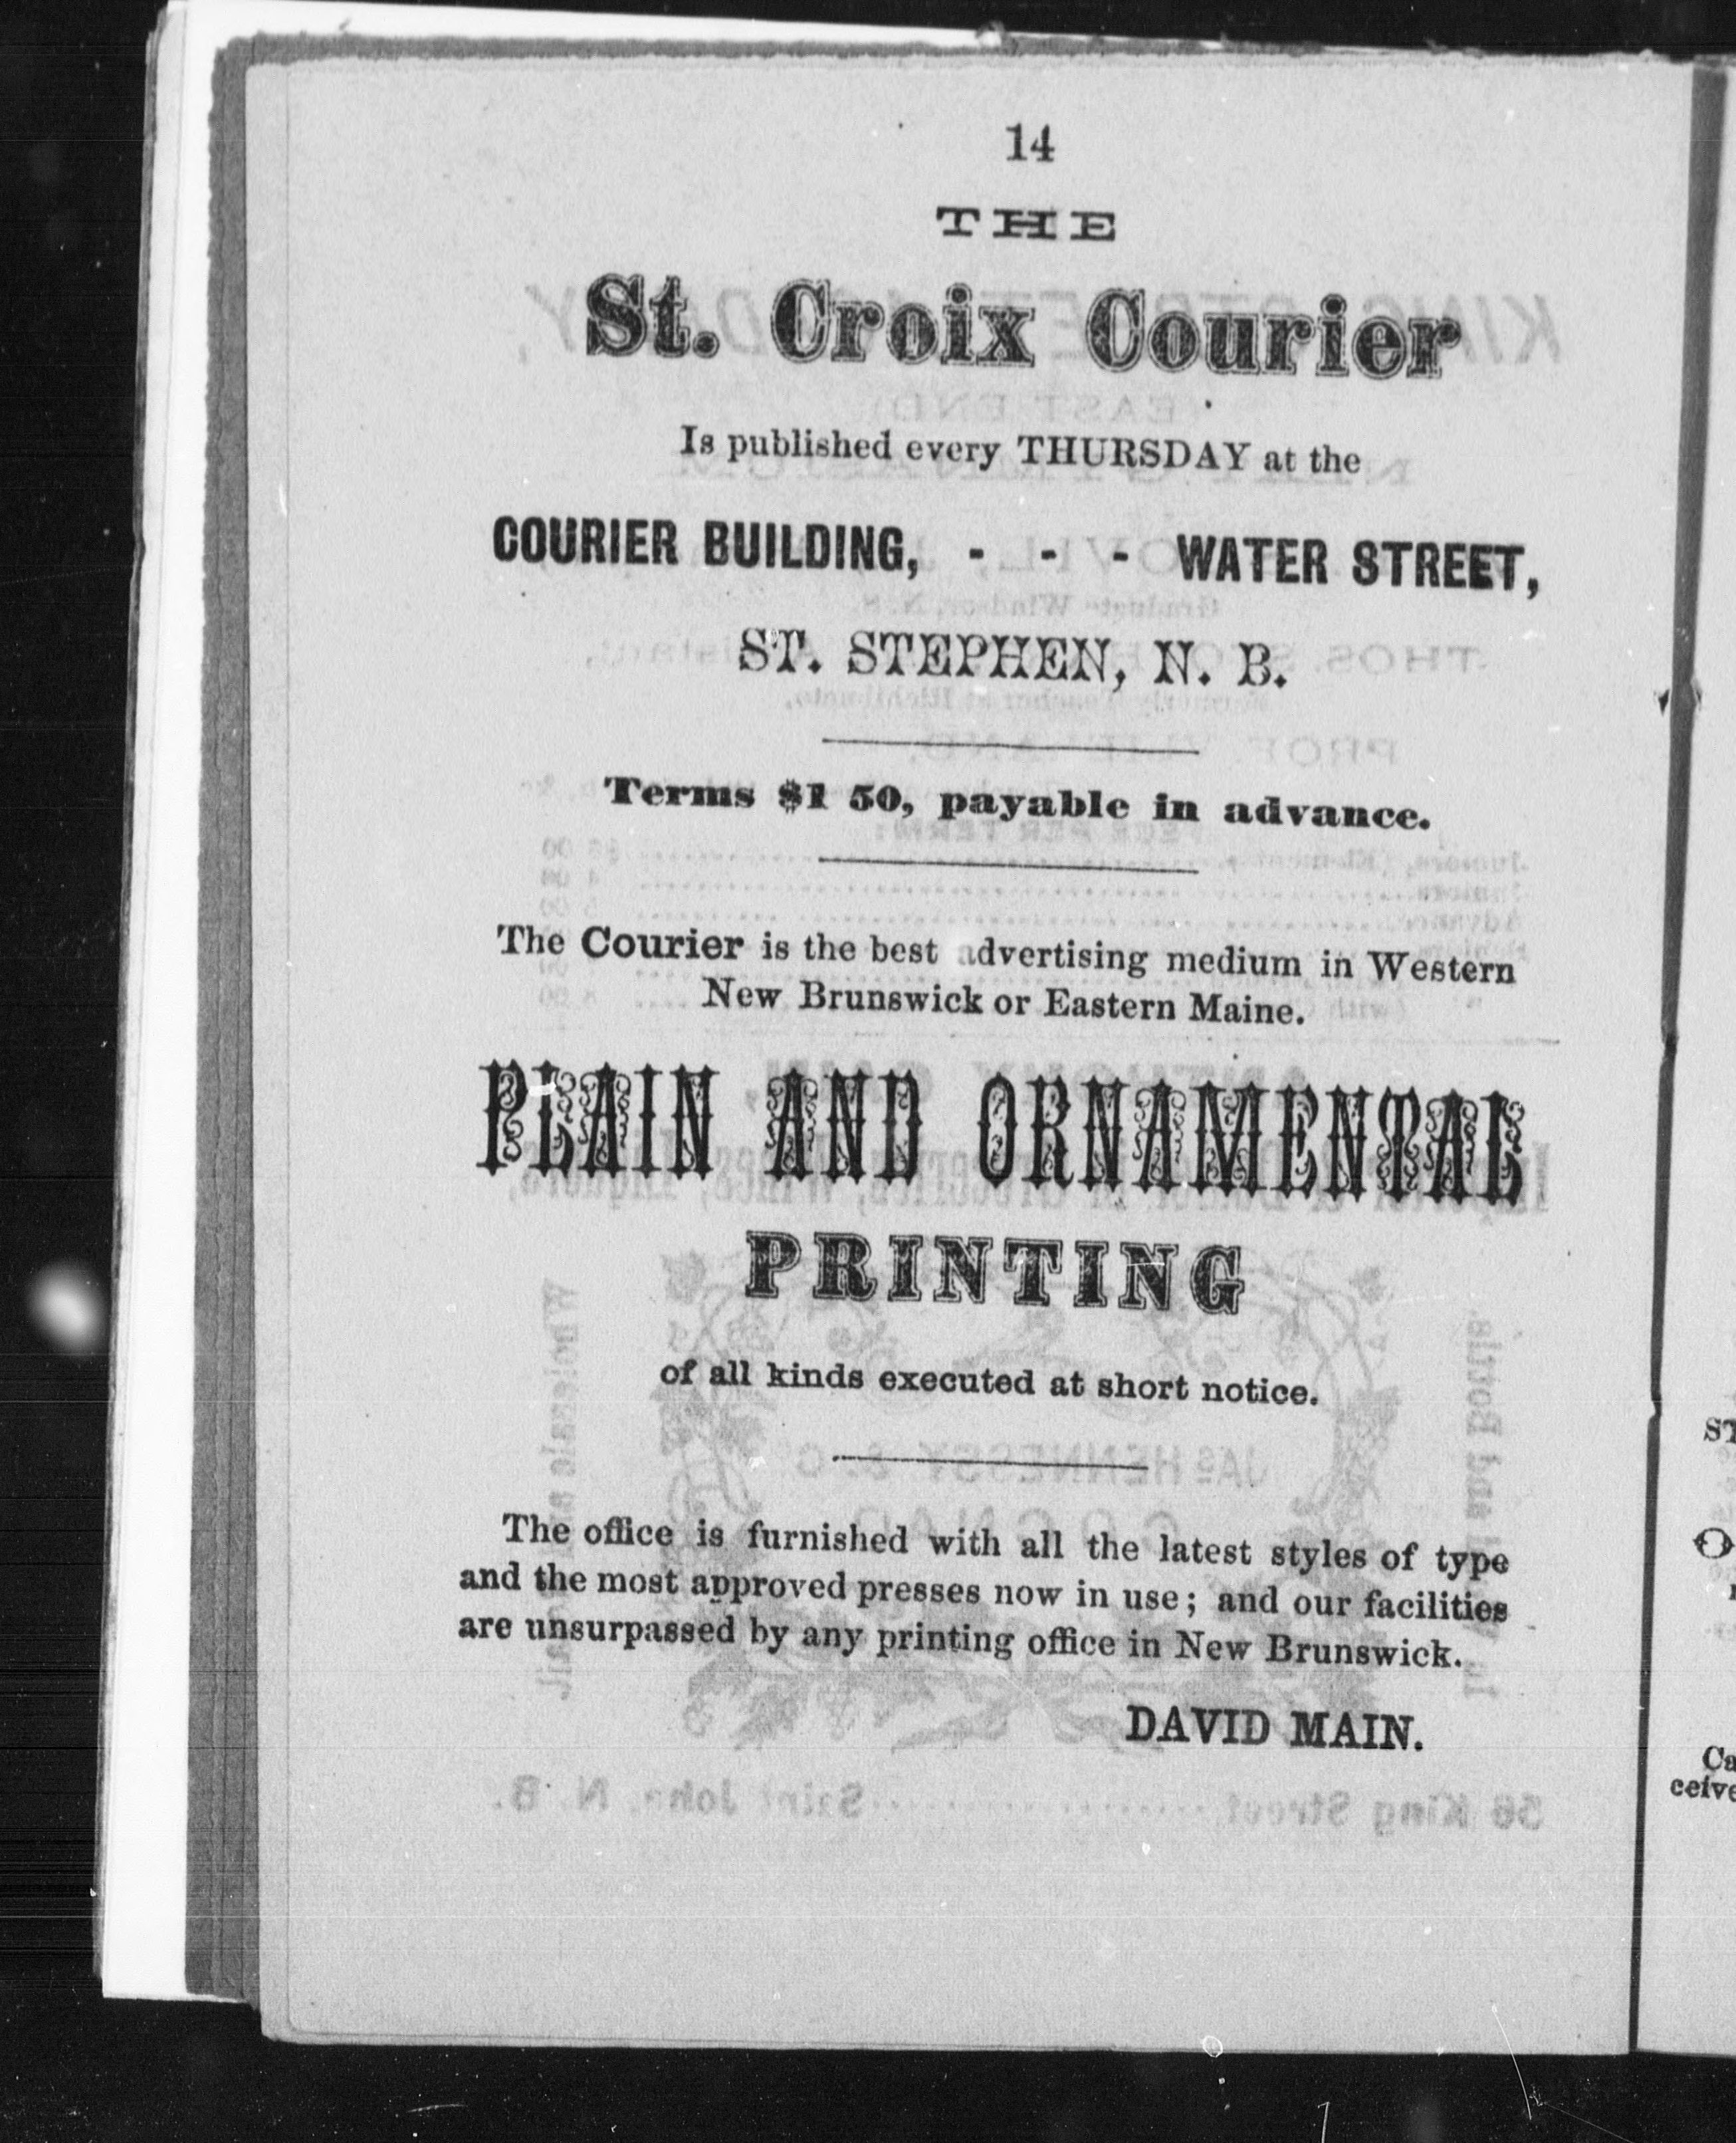 14
THE
St. Croix Courier
Is published every THURSDAY at the
COURIER BUILDING, - - - WATER STREET,
ST. STEPHEN, N. B.
Terms $1 50, payable in advance.
The Courier is the best advertising medium in Western
New Brunswick or Eastern Maine.
PLAIN AND ORNAMENTAL
PRINTING
of all kinds executed at short notice.
The office is furnished with all the latest styles of type
and the most approved presses now in use; and our facilities
are unsurpassed by any printing office in New Brunswick.
DAVID MAIN.